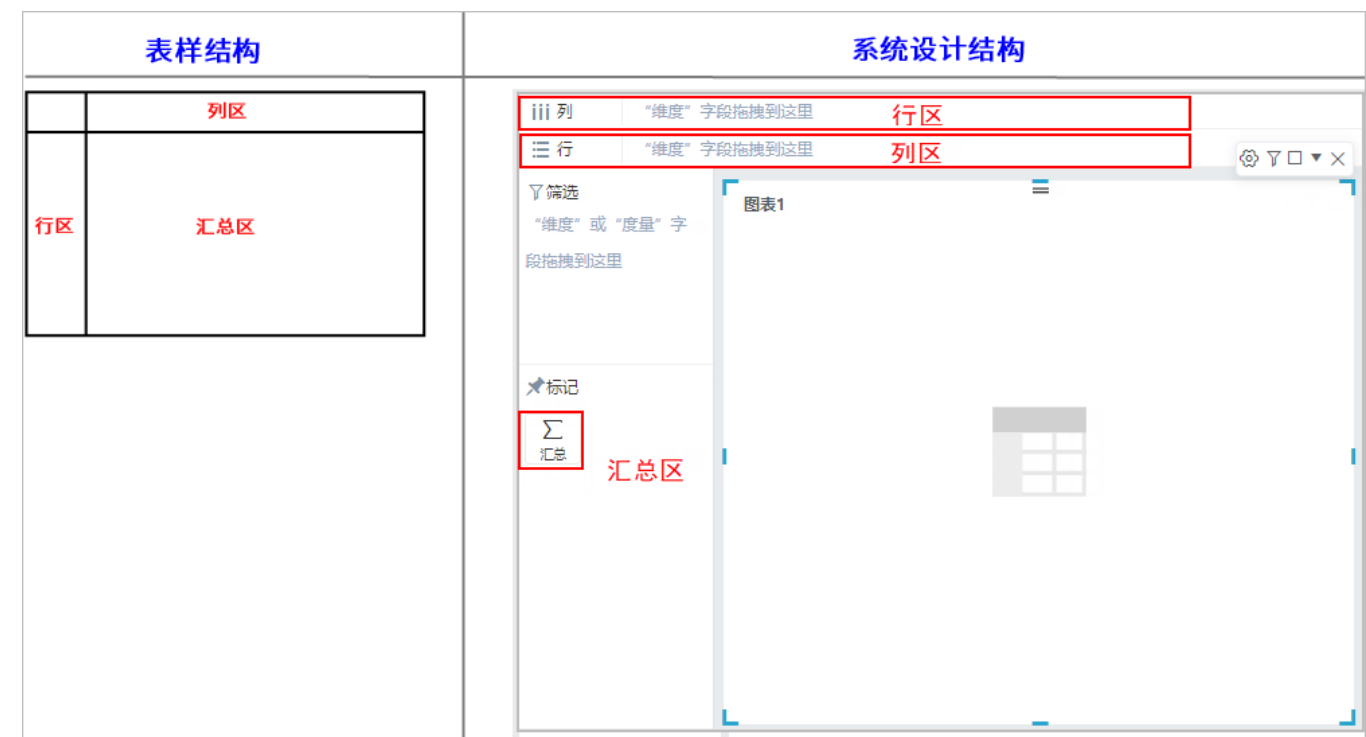 表样结构
系统设计结构
列区
行区
汇总区
列 “维度”字段拖拽到这里 行区
行 “维度”字段拖拽到这里 列区
筛选
“维度”或“度量”字
段拖拽到这里
图表1
标记
Σ
汇总
汇总区